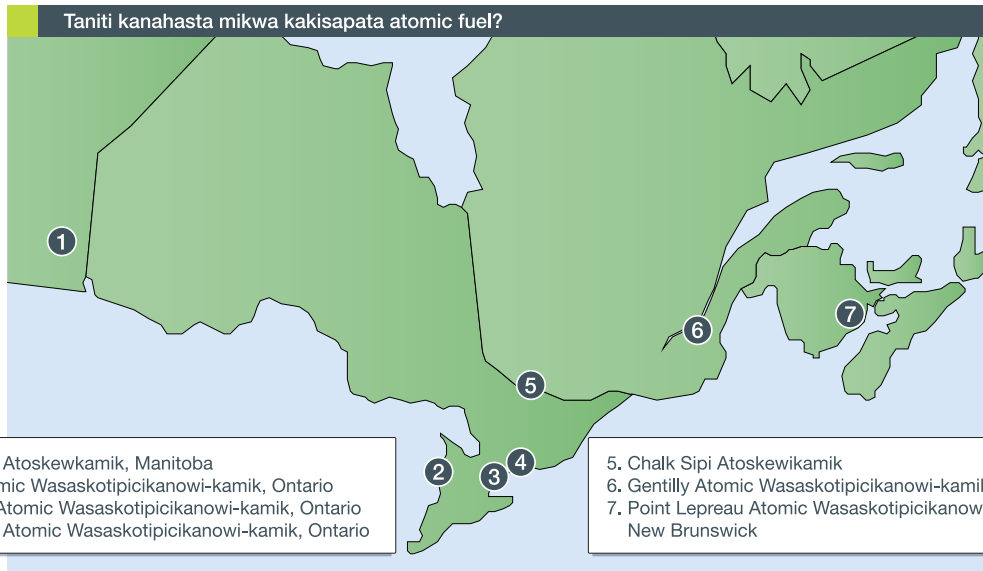 Taniti kanahasta mikwa kakisapata atomic fuel?
1
2
3
4
5
6
7
Atoskewkamik, Manitoba
Wasaskotipicikanowi-kamik, Ontario
Atomic Wasaskotipicikanowi-kamik, Ontario
Atomic Wasaskotipicikanowi-kamik, Ontario
5. Chalk Sipi Atoskewikamik
6. Gentilly Atomic Wasaskotipicikanowi-kamik
7. Point Lepreau Atomic Wasaskotipicikanow
New Brunswick